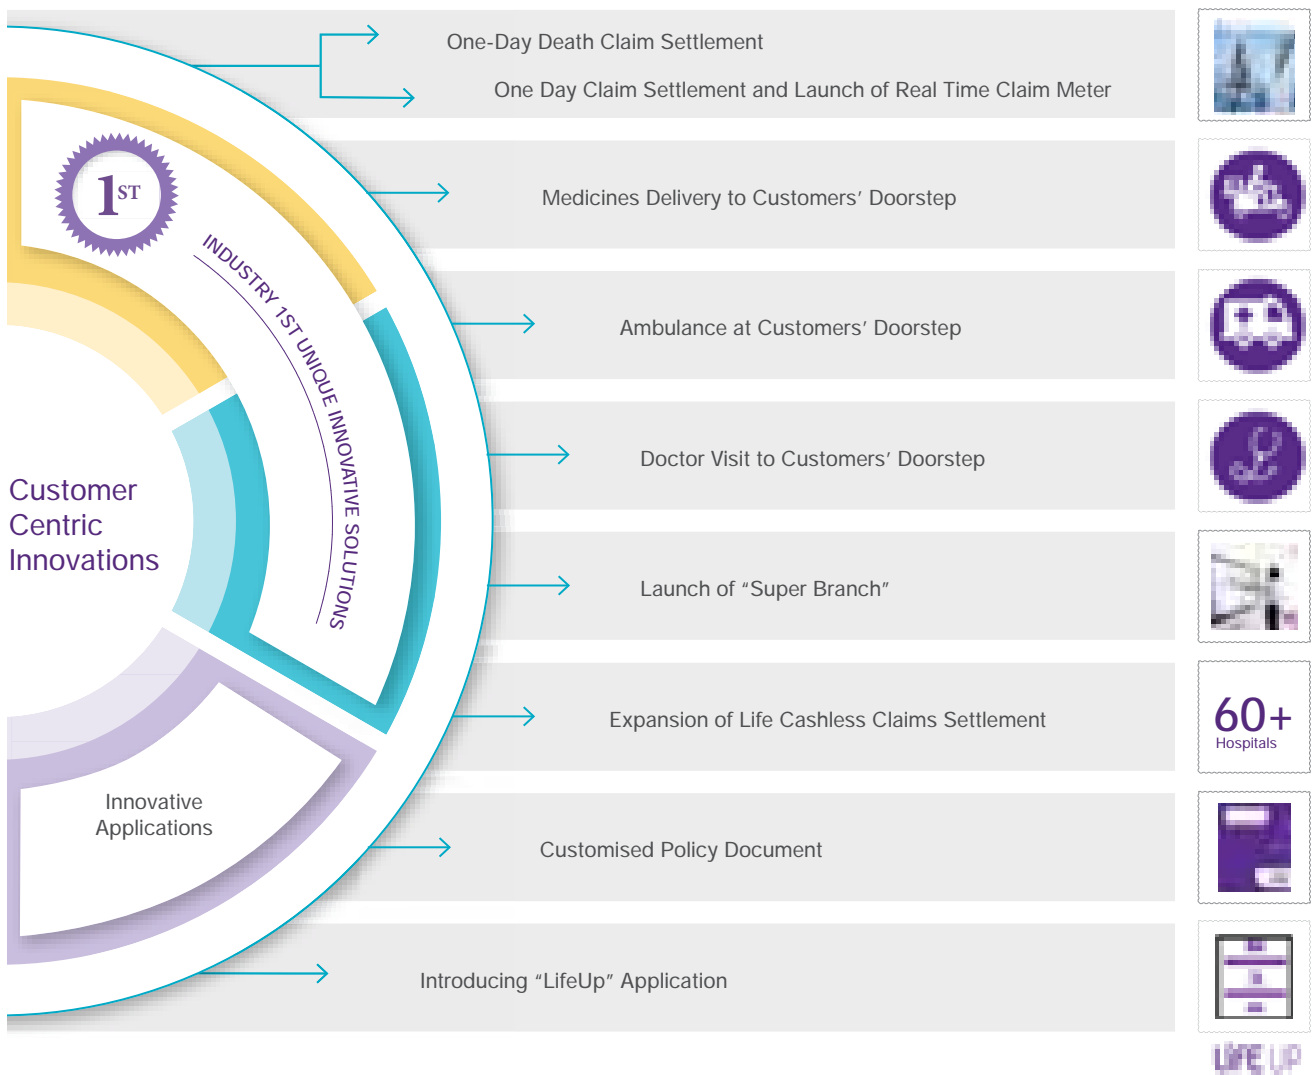 One-Day Death Claim Settlement
One Day Claim Settlement and Launch of Real Time Claim Meter
1ST
Medicines Delivery to Customers’ Doorstep
INDUSTRY 1ST UNIQUE INNOVATIVE SOLUTIONS
Ambulance at Customers’ Doorstep
Doctor Visit to Customers’ Doorstep
Customer
Centric
Innovations
Launch of “Super Branch”
Expansion of Life Cashless Claims Settlement
60+
Hospitals
Innovative
Applications
Customised Policy Document
Introducing “LifeUp” Application
LIFE UP